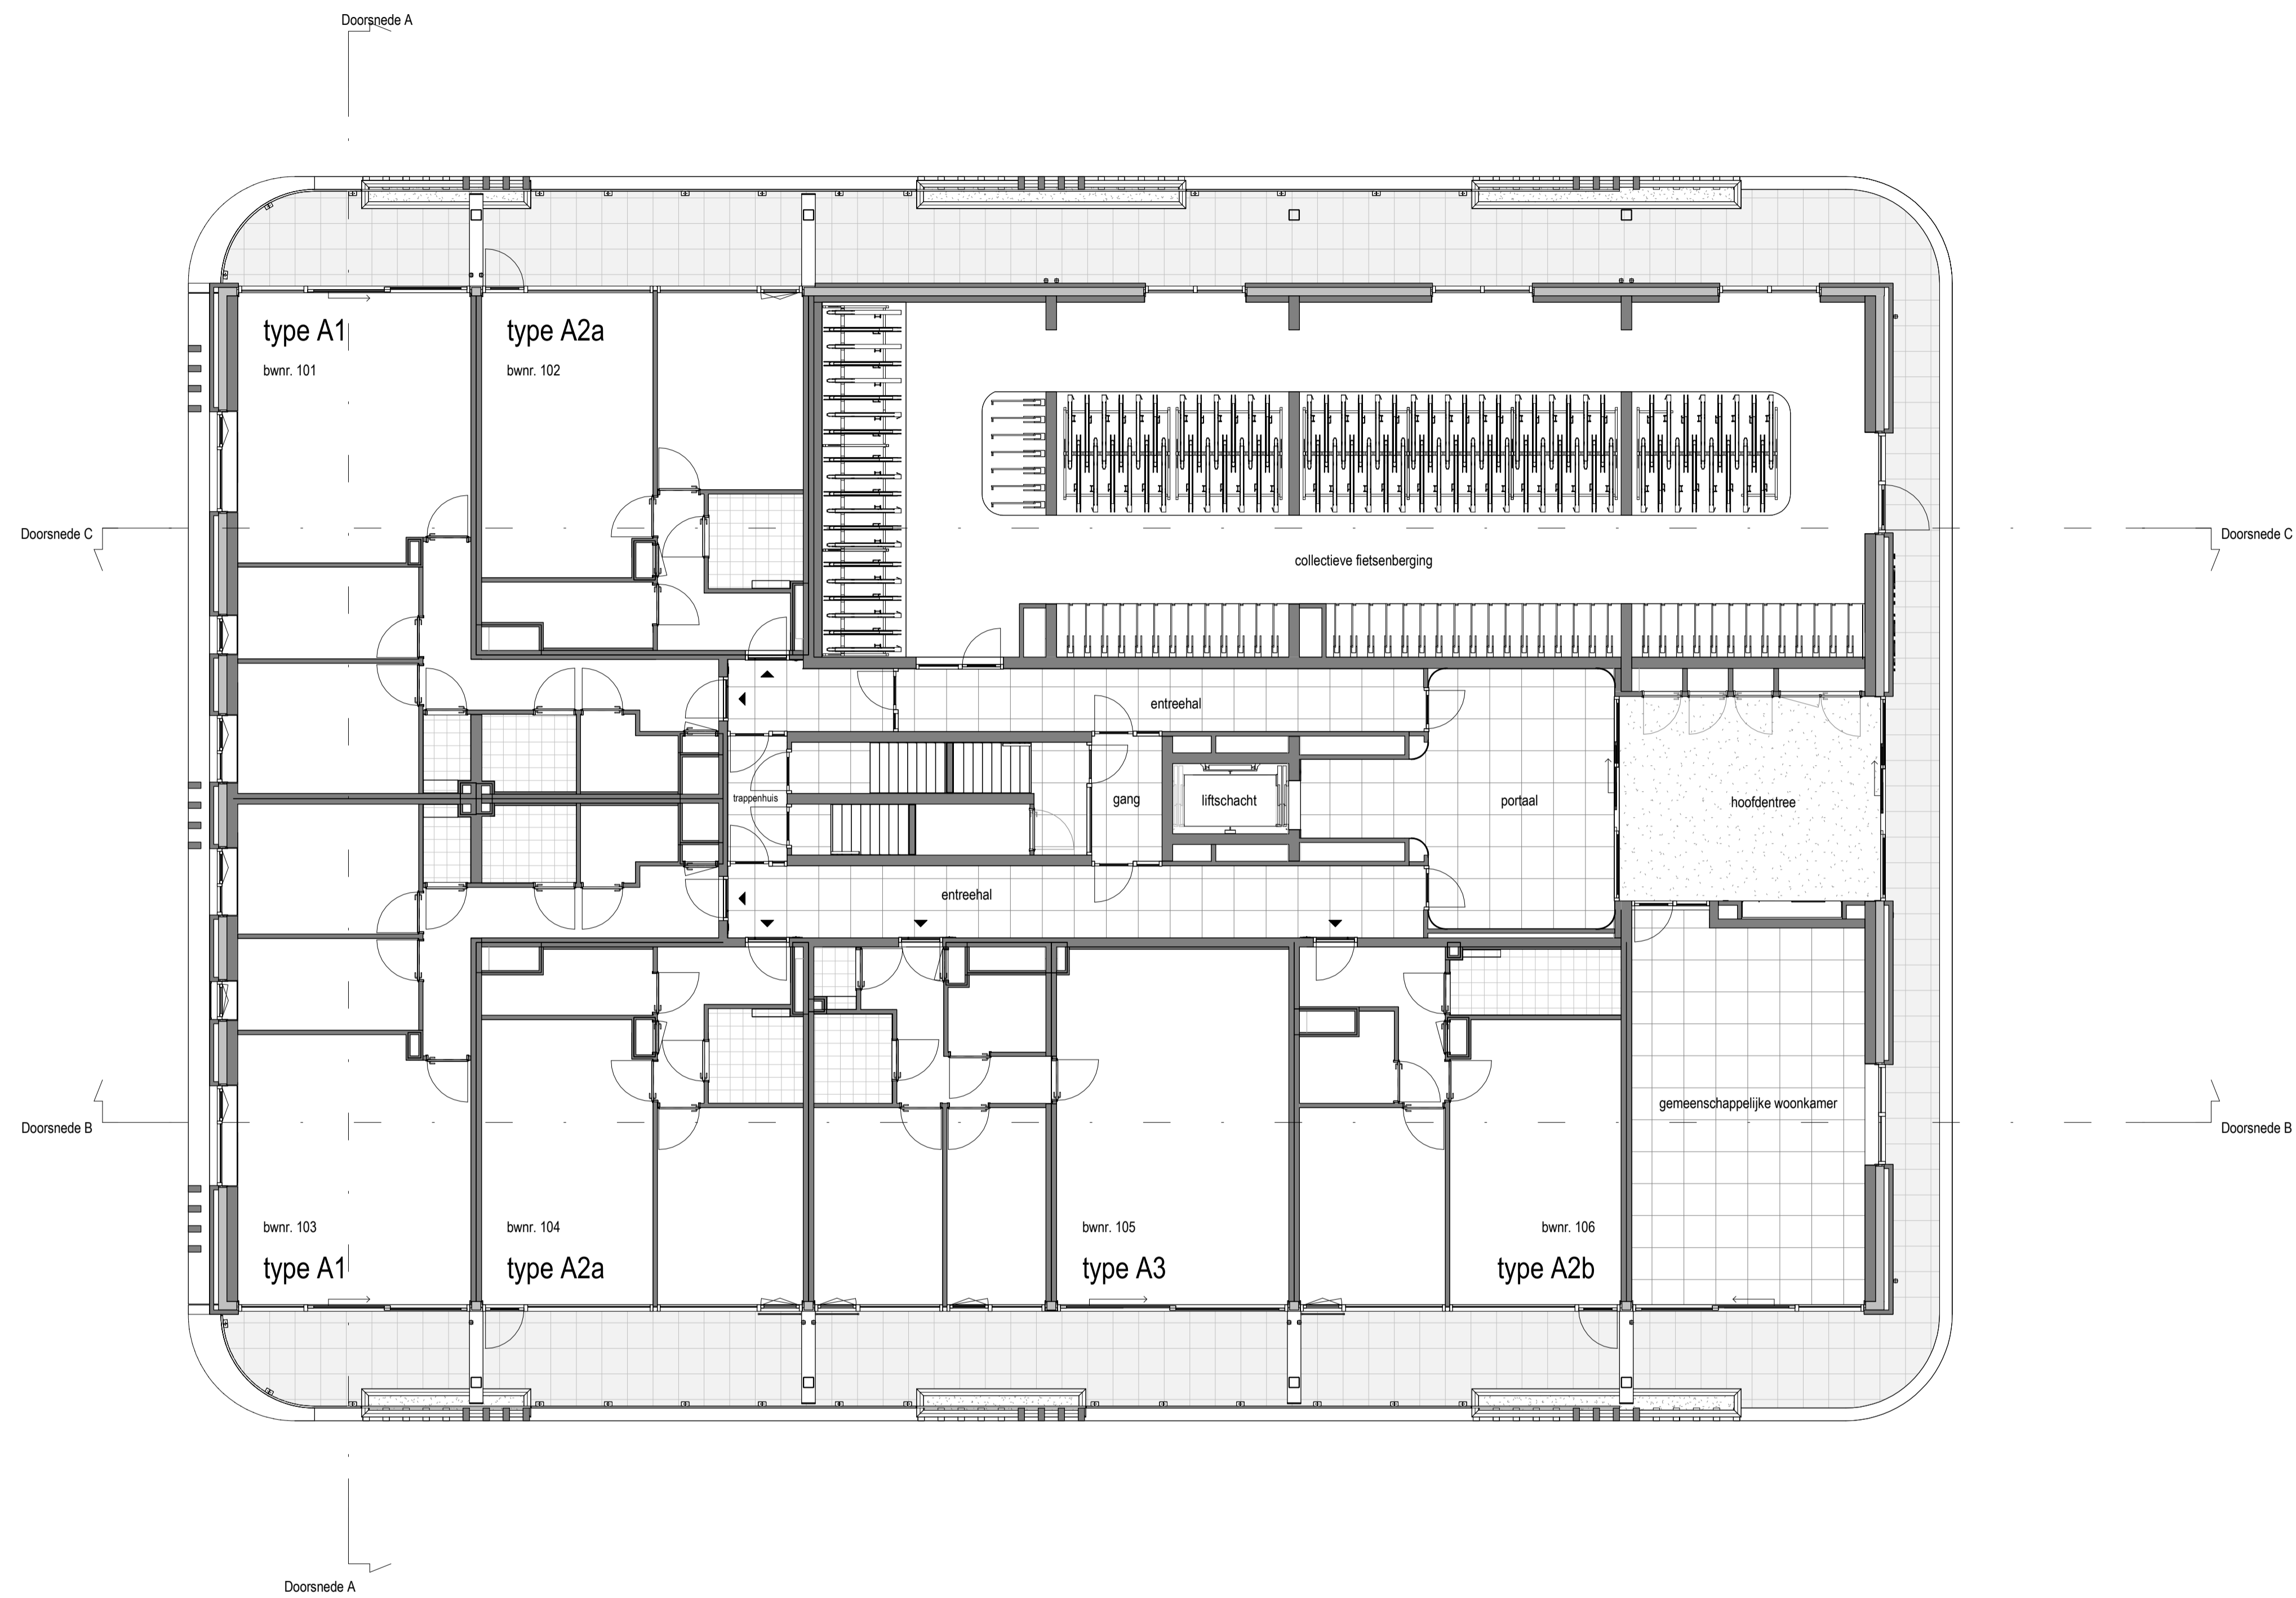 Doorsnede A
type A1
type A2a
bwnr. 101
bwnr. 102
Doorsnede C
Doorsnede C
collectieve fietsenberging
entreehal
trappenhuis
gang
liftschacht
portaal
hoofdentree
entreehal
gemeenschappelijke woonkamer
Doorsnede B
Doorsnede B
bwnr. 103
bwnr. 104
bwnr. 105
bwnr. 106
type A1
type A2a
type A3
type A2b
Doorsnede A